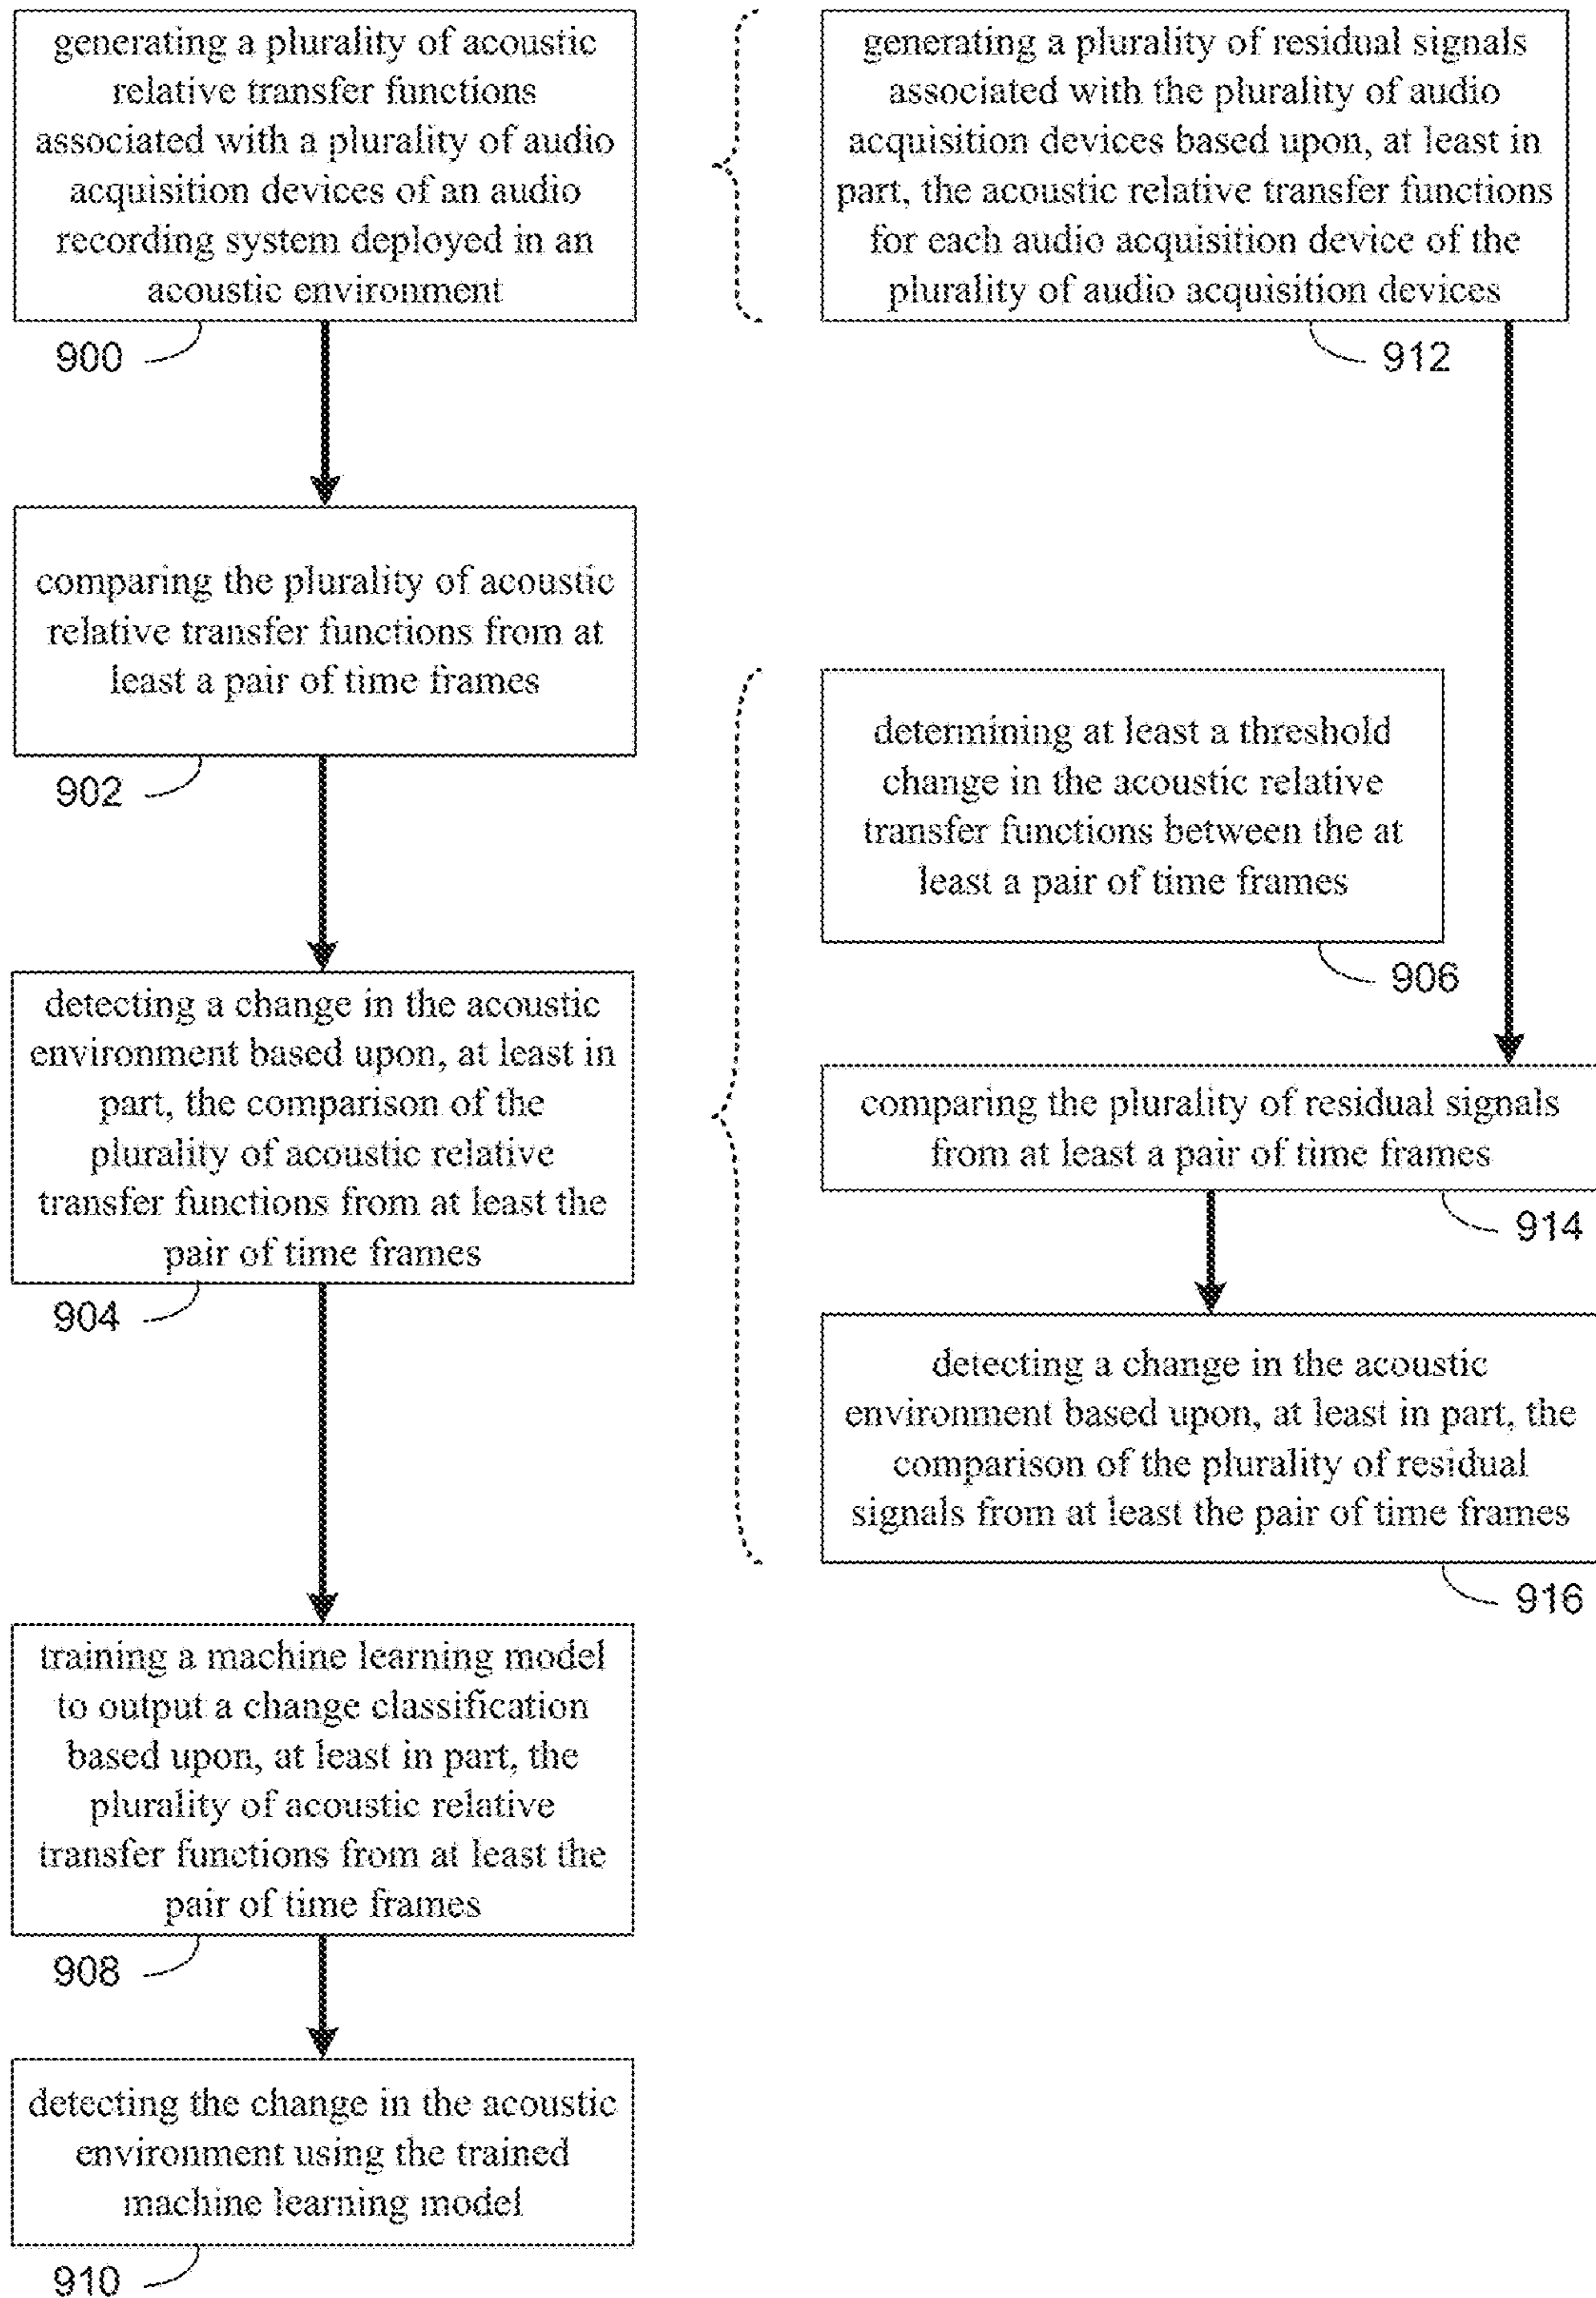 generating a plurality of acoustic
relative transfer functions
associated with a plurality of audio
acquisition devices of an audio
recording system deployed in an
acoustic environment
900
comparing the plurality of acoustic
relative transfer functions from at
least a pair of time frames
902
detecting a change in the acoustic
environment based upon, at least in
part, the comparison of the
plurality of acoustic relative
transfer functions from at least the
pair of time frames
904
training a machine learning model
to output a change classification
based upon, at least in part, the
plurality of acoustic relative
transfer functions from at least the
pair of time frames
908
detecting the change in the acoustic
environment using the trained
machine learning model
910
generating a plurality of residual signals
associated with the plurality of audio
acquisition devices based upon, at least in
part, the acoustic relative transfer functions
for each audio acquisition device of the
plurality of audio acquisition devices
912
determining at least a threshold
change in the acoustic relative
transfer functions between the at
least a pair of time frames
906
comparing the plurality of residual signals
from at least a pair of time frames
914
detecting a change in the acoustic
environment based upon, at least in part, the
comparison of the plurality of residual
signals from at least the pair of time frames
916